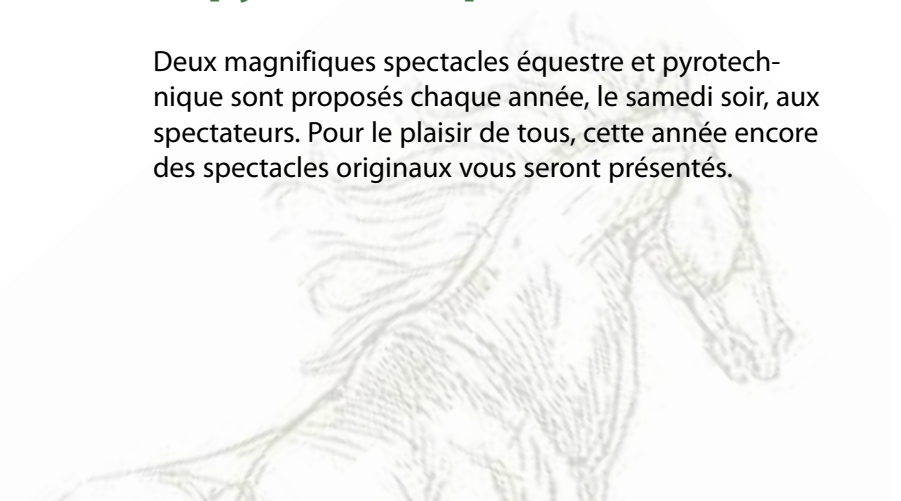 Deux magnifiques spectacles équestre et pyrotech-
nique sont proposés chaque année, le samedi soir, aux
spectateurs. Pour le plaisir de tous, cette année encore
des spectacles originaux vous seront présentés.